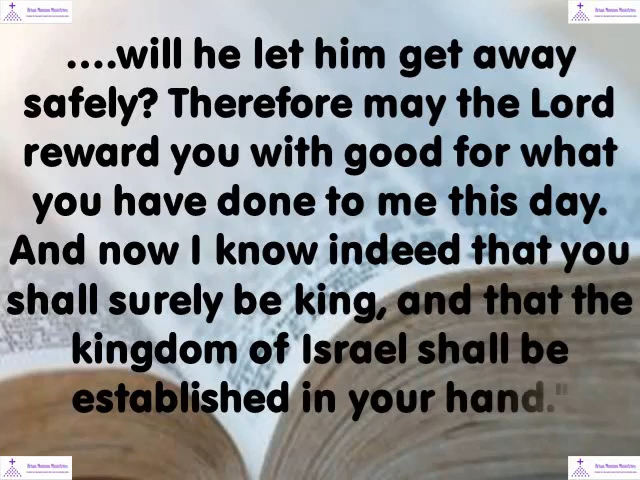 ....will he let him get away
safely? Therefore may the Lord
reward you with good for what
you have done to me this day.
And now I know indeed that you
shall surely be king, and that the
kingdom of Israel shall be
established in your hand."